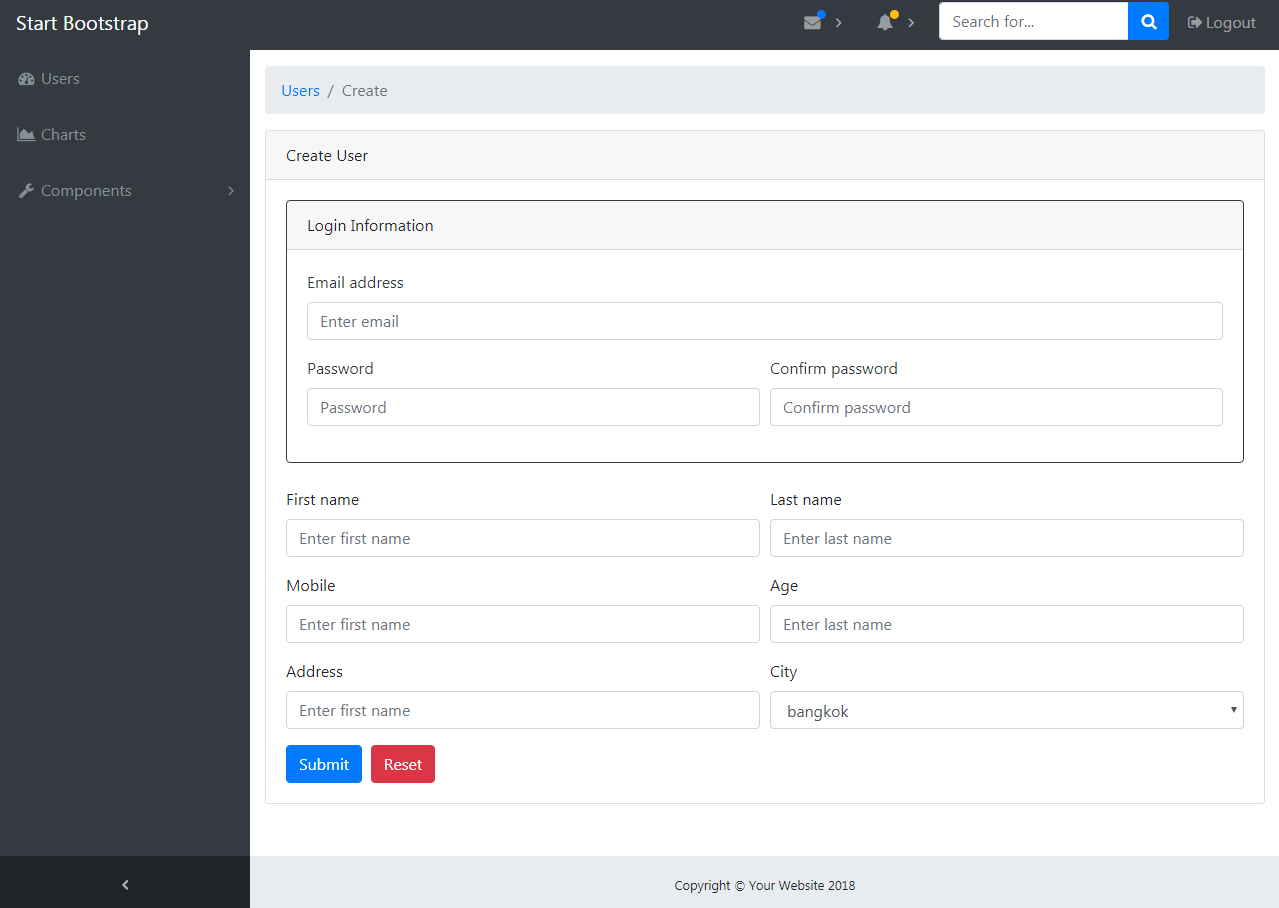 Start Bootstrap
Search for...
Logout
Users
Charts
Components
Users / Create
Create User
Login Information
Email address
Enter email
Password Confirm password
Password Confirm password
First name Last name
Enter first name Enter last name
Mobile Age
Enter first name Enter last name
Address City
Enter first name bangkok
Submit Reset
Copyright © Your Website 2018